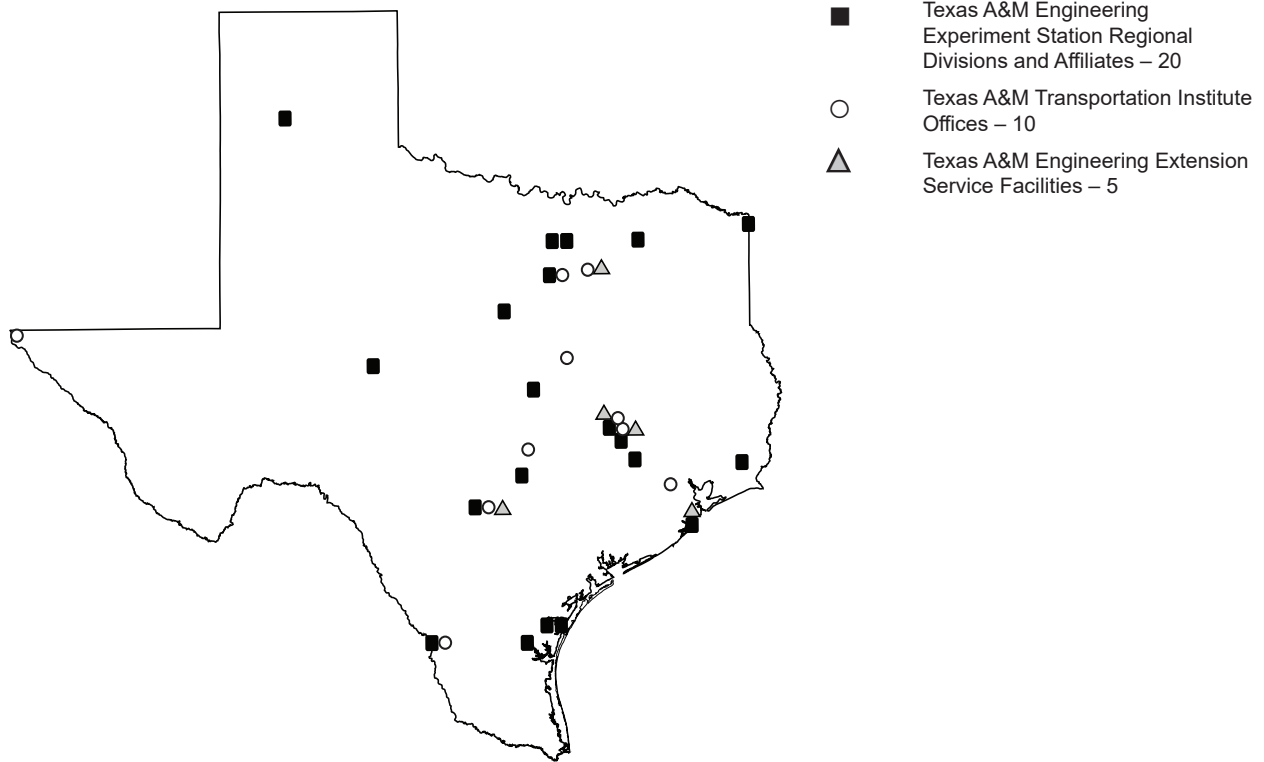 Texas A&M Engineering
Experiment Station Regional
Divisions and Affiliates – 20
Texas A&M Transportation Institute
Offices – 10
Texas A&M Engineering Extension
Service Facilities – 5